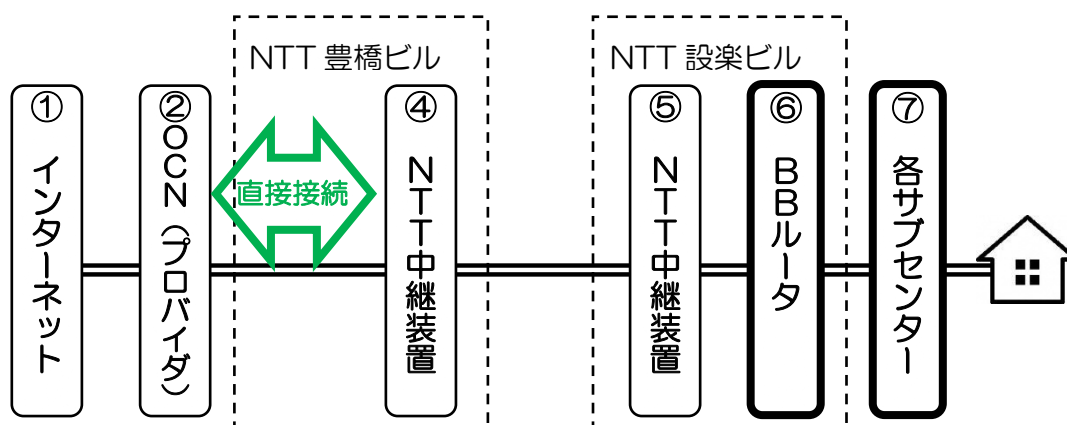 NTT 豊橋ビル
NTT 設楽ビル
①インターネット
②OCN（プロバイダ）
直接接続
④NTT中継装置
⑤NTT中継装置
⑥BBルータ
⑦各サブセンター